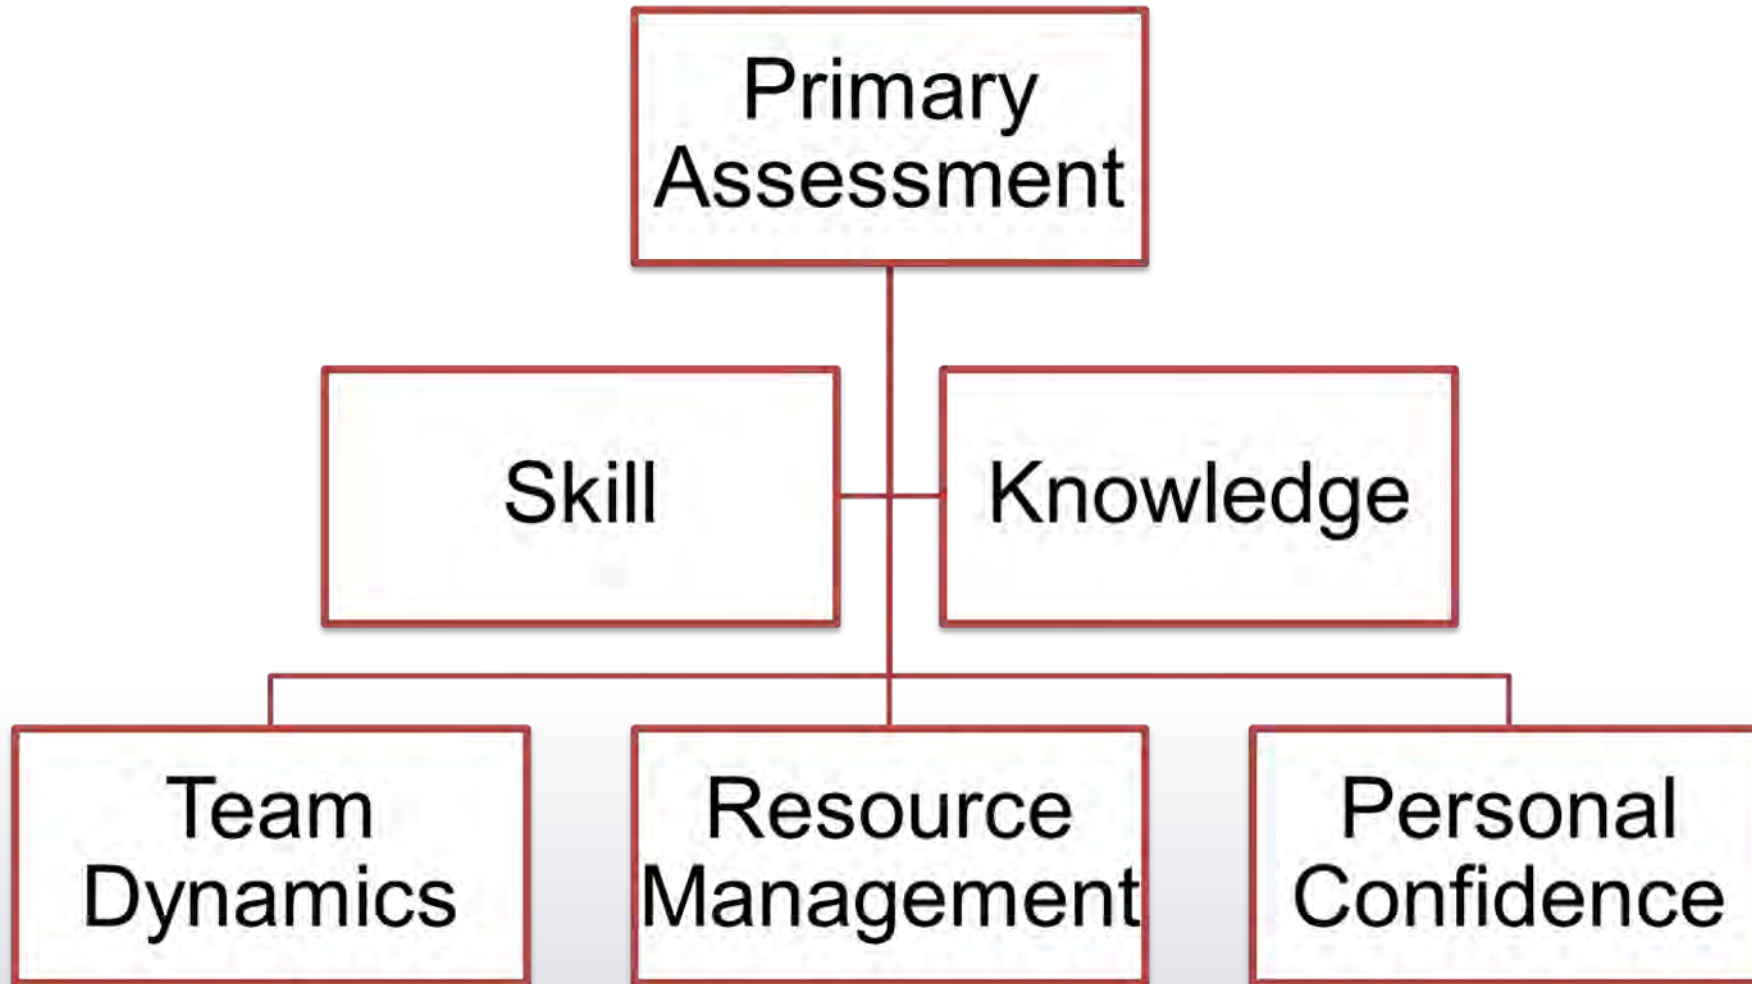 Primary
Assessment
Skill
Knowledge
Team
Dynamics
Resource
Management
Personal
Confidence